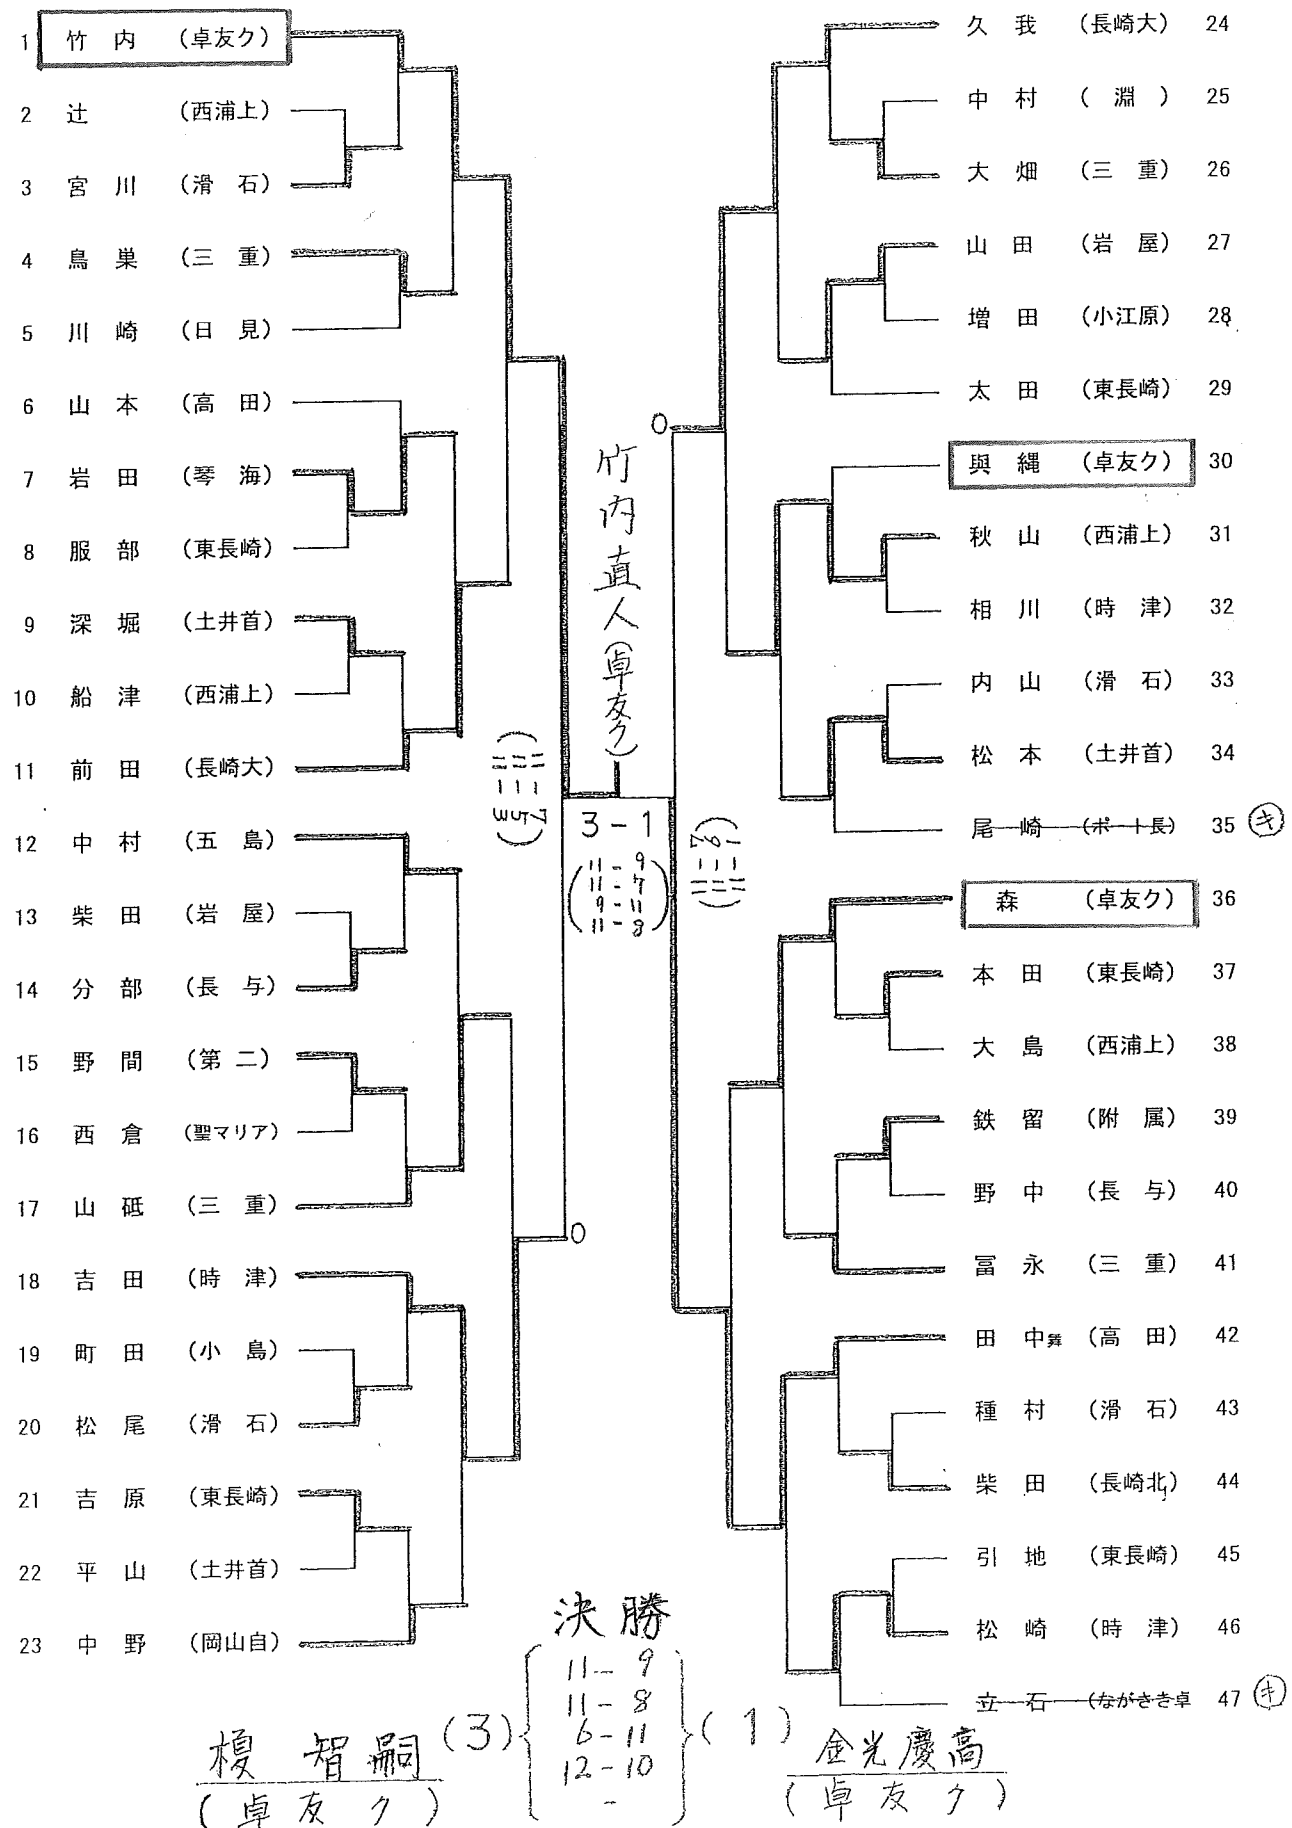 1 竹内 (卓友ク)
2 辻 (西浦上)
3 宮川 (滑石)
4 鳥巣 (三重)
5 川崎 (日見)
6 山本 (高田)
7 岩田 (琴海)
8 服部 (東長崎)
9 深堀 (土井首)
10 船津 (西浦上)
11 前田 (長崎大)
12 中村 (五島)
13 柴田 (岩屋)
14 分部 (長与)
15 野間 (第二)
16 西倉 (聖マリア)
17 山砥 (三重)
18 吉田 (時津)
19 町田 (小島)
20 松尾 (滑石)
21 吉原 (東長崎)
22 平山 (土井首)
23 中野 (岡山自)
竹内直人(卓友ク)
(11-7
11-5
11-3)
0
3-1
(11-9
11-7
9-11
11-8)
0
(1-11
9-11
7-11)
久我 (長崎大) 24
中村 (淵) 25
大畑 (三重) 26
山田 (岩屋) 27
増田 (小江原) 28
太田 (東長崎) 29
與縄 (卓友ク) 30
秋山 (西浦上) 31
相川 (時津) 32
内山 (滑石) 33
松本 (土井首) 34
尾崎 (ポート長) 35 キ
森 (卓友ク) 36
本田 (東長崎) 37
大島 (西浦上) 38
鉄留 (附属) 39
野中 (長与) 40
冨永 (三重) 41
田中舞 (高田) 42
種村 (滑石) 43
柴田 (長崎北) 44
引地 (東長崎) 45
松崎 (時津) 46
立石 (ながさき卓 47 キ
決勝
榎 智嗣 (3) 11-9 (1) 金光慶高
11-8
6-11
12-10
-
(卓友ク) (卓友ク)